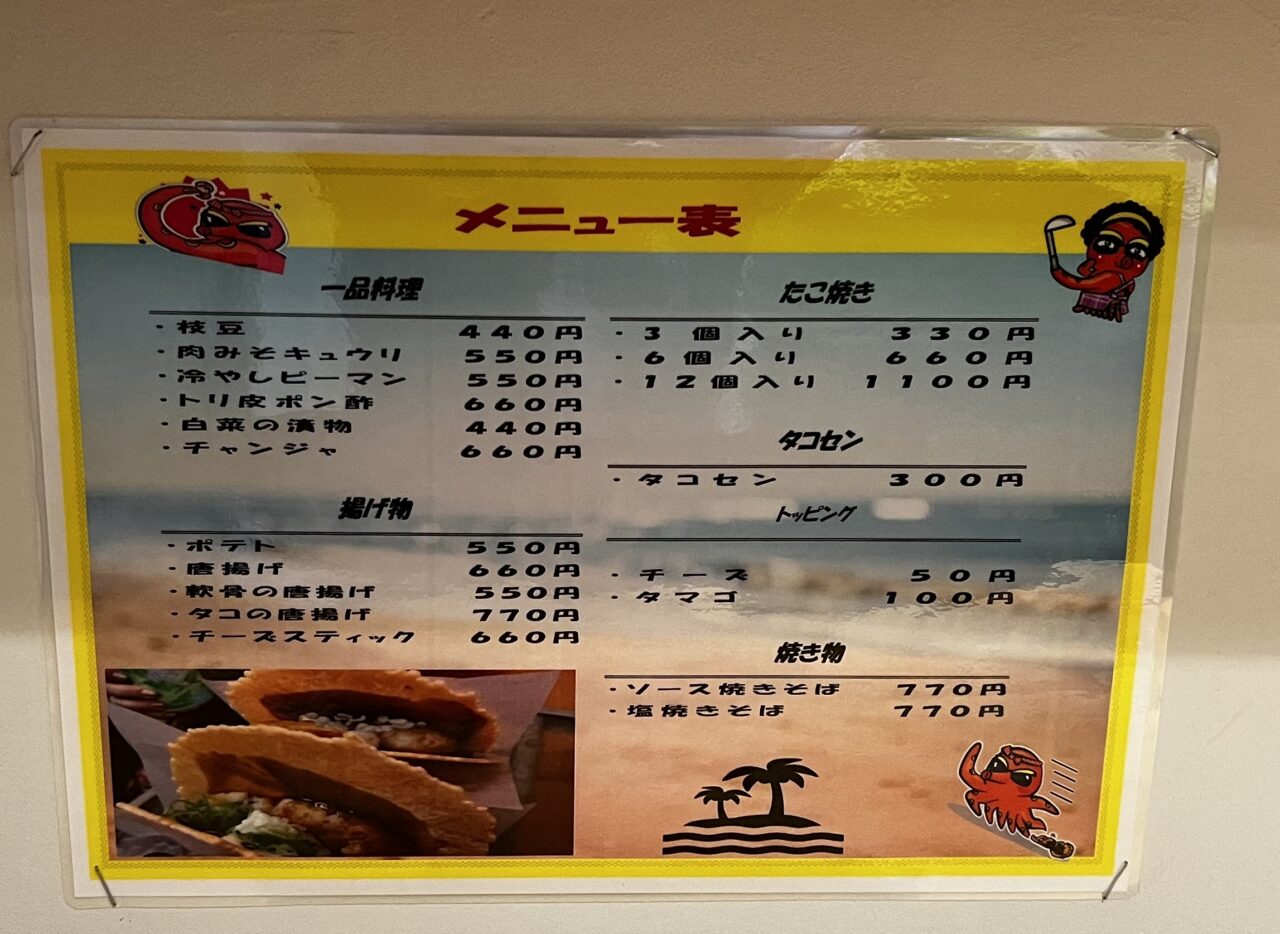 メニュー表
一品料理
・枝豆 440円
・肉みそキュウリ 550円
・冷やしピーマン 550円
・トリ皮ポン酢 660円
・白菜の漬物 440円
・チャンジャ 660円
揚げ物
・ポテト 550円
・唐揚げ 660円
・軟骨の唐揚げ 550円
・タコの唐揚げ 770円
・チーズスティック 660円
たこ焼き
・3個入り 330円
・6個入り 660円
・12個入り 1100円
タコセン
・タコセン 300円
トッピング
・チーズ 50円
・タマゴ 100円
焼き物
・ソース焼きそば 770円
・塩焼きそば 770円